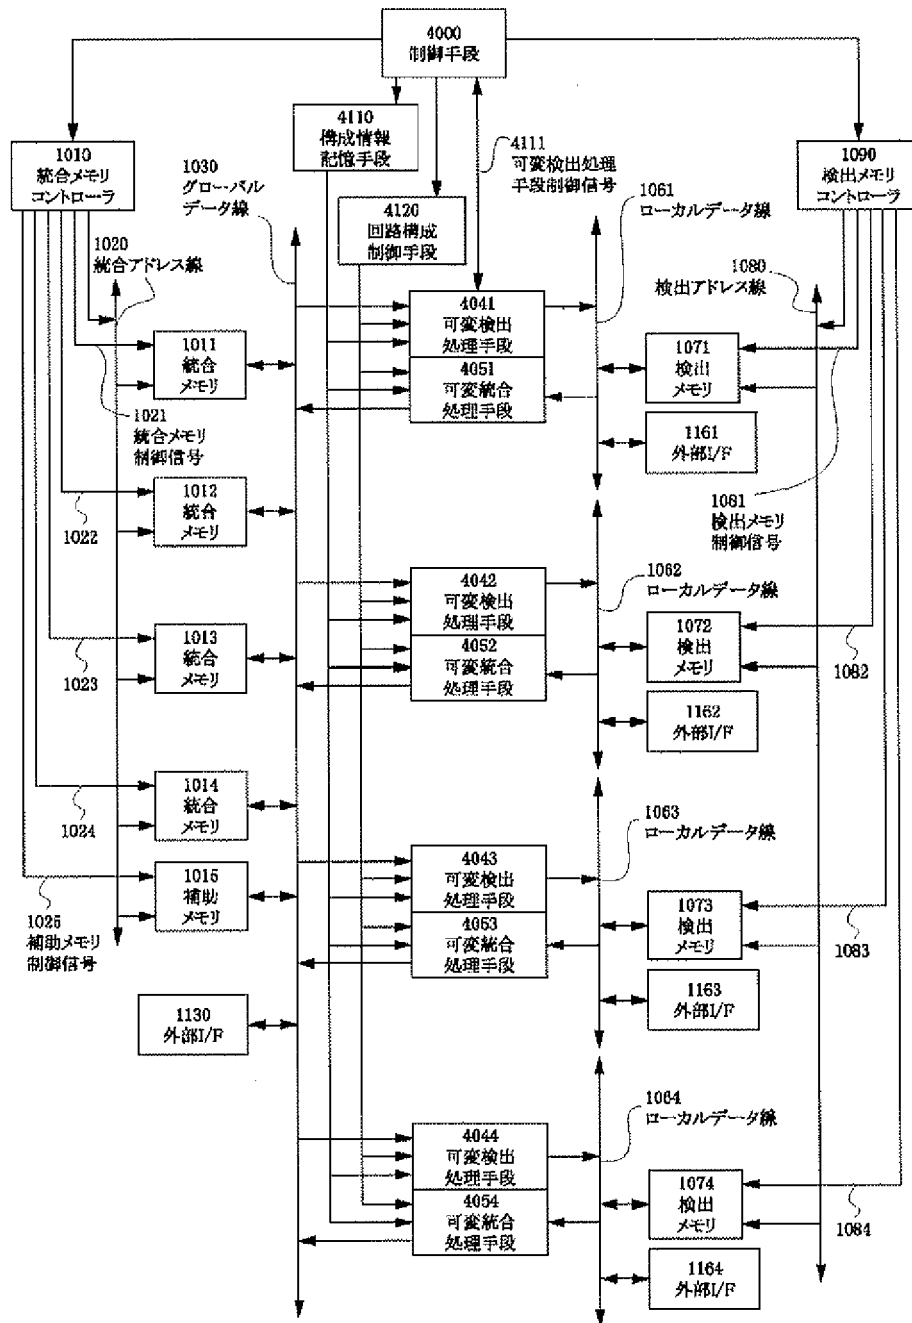 4000
制御手段
4110
構成情報
記憶手段
4111
可変検出処理
手段制御信号
1010
統合メモリ
コントローラ
1030
グローバル
データ線
1061
ローカルデータ線
1090
検出メモリ
コントローラ
4120
回路構成
制御手段
1020
統合アドレス線
1080
検出アドレス線
4041
可変検出
処理手段
1011
統合
メモリ
4051
可変統合
処理手段
1071
検出
メモリ
1021
統合メモリ
制御信号
1161
外部I/F
1081
検出メモリ
制御信号
1012
統合
メモリ
1022
4042
可変検出
処理手段
1062
ローカルデータ線
1013
統合
メモリ
1023
4052
可変統合
処理手段
1072
検出
メモリ
1082
1162
外部I/F
1014
統合
メモリ
1024
1063
ローカルデータ線
1015
補助
メモリ
4043
可変検出
処理手段
1025
補助メモリ
制御信号
4053
可変統合
処理手段
1073
検出
メモリ
1083
1163
外部I/F
1130
外部I/F
1064
ローカルデータ線
4044
可変検出
処理手段
4054
可変統合
処理手段
1074
検出
メモリ
1084
1164
外部I/F